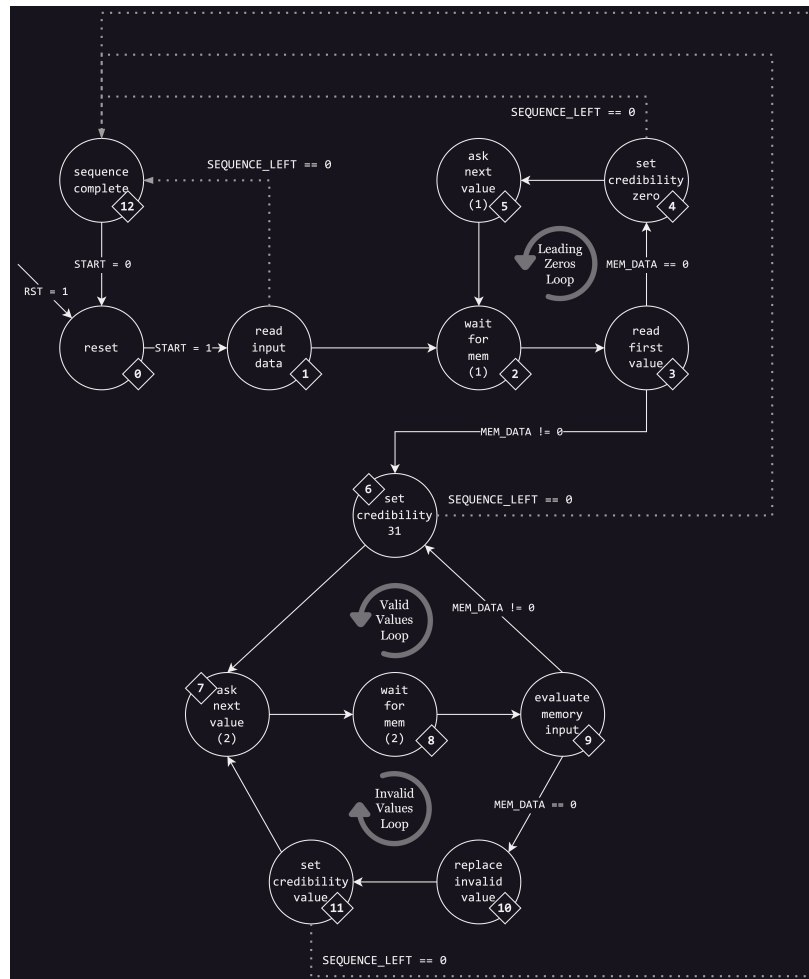 SEQUENCE_LEFT == 0
sequence
complete
12
SEQUENCE_LEFT == 0
ask
next
value
(1)
5
set
credibility
zero
4
START = 0
Leading
Zeros
Loop
MEM_DATA == 0
RST = 1
reset
0
START = 1
read
input
data
1
wait
for
mem
(1)
2
read
first
value
3
MEM_DATA != 0
6
set
credibility
31
SEQUENCE_LEFT == 0
Valid
Values
Loop
MEM_DATA != 0
7
ask
next
value
(2)
wait
for
mem
(2)
8
evaluate
memory
input
9
Invalid
Values
Loop
MEM_DATA == 0
set
credibility
value
11
replace
invalid
value
10
SEQUENCE_LEFT == 0